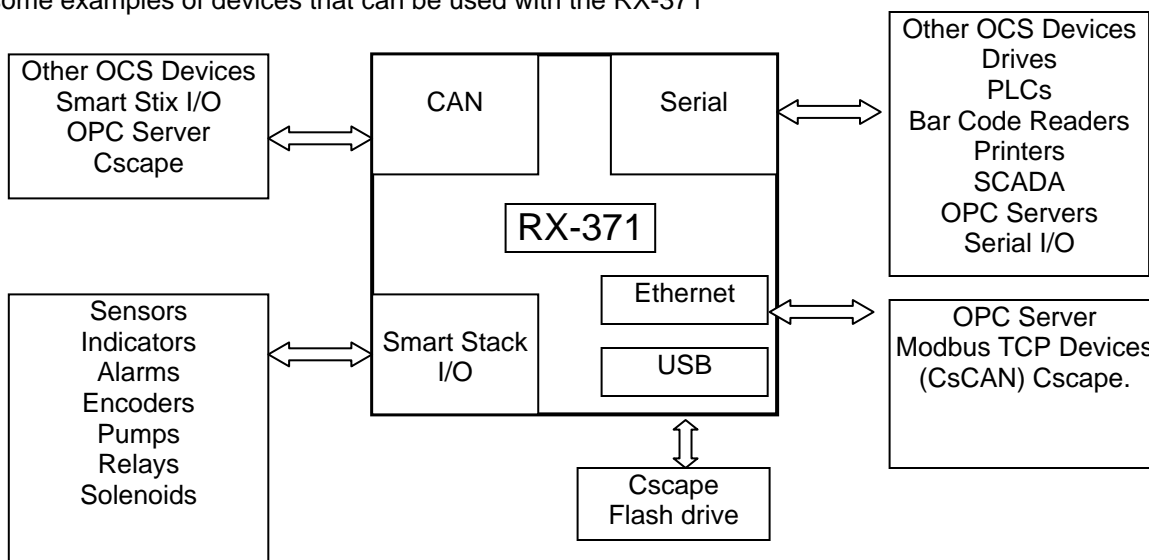 some examples of devices that can be used with the RX-371
Other OCS Devices
Smart Stix I/O
OPC Server
Cscape
CAN
Serial
Other OCS Devices
Drives
PLCs
Bar Code Readers
Printers
SCADA
OPC Servers
Serial I/O
RX-371
Sensors
Indicators
Alarms
Encoders
Pumps
Relays
Solenoids
Smart Stack
I/O
Ethernet
USB
OPC Server
Modbus TCP Devices
(CsCAN) Cscape.
Cscape
Flash drive